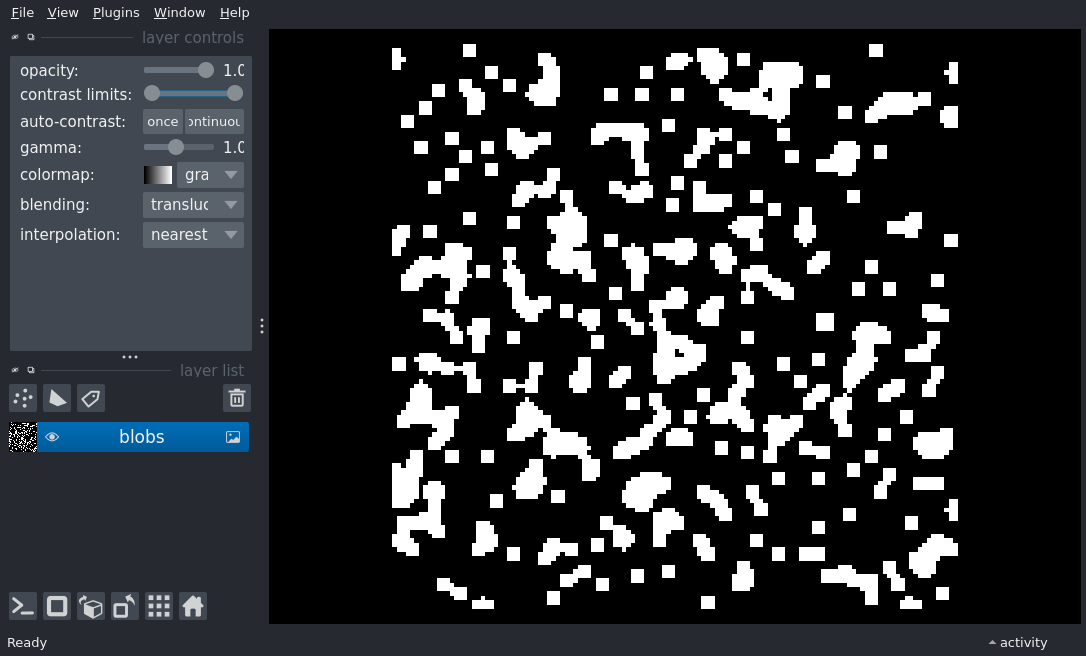 File View Plugins Window Help
layer controls
opacity: 1.0
contrast limits:
auto-contrast: once ontinuou
gamma: 1.0
colormap: gra
blending: transluc
interpolation: nearest
layer list
blobs
Ready
activity